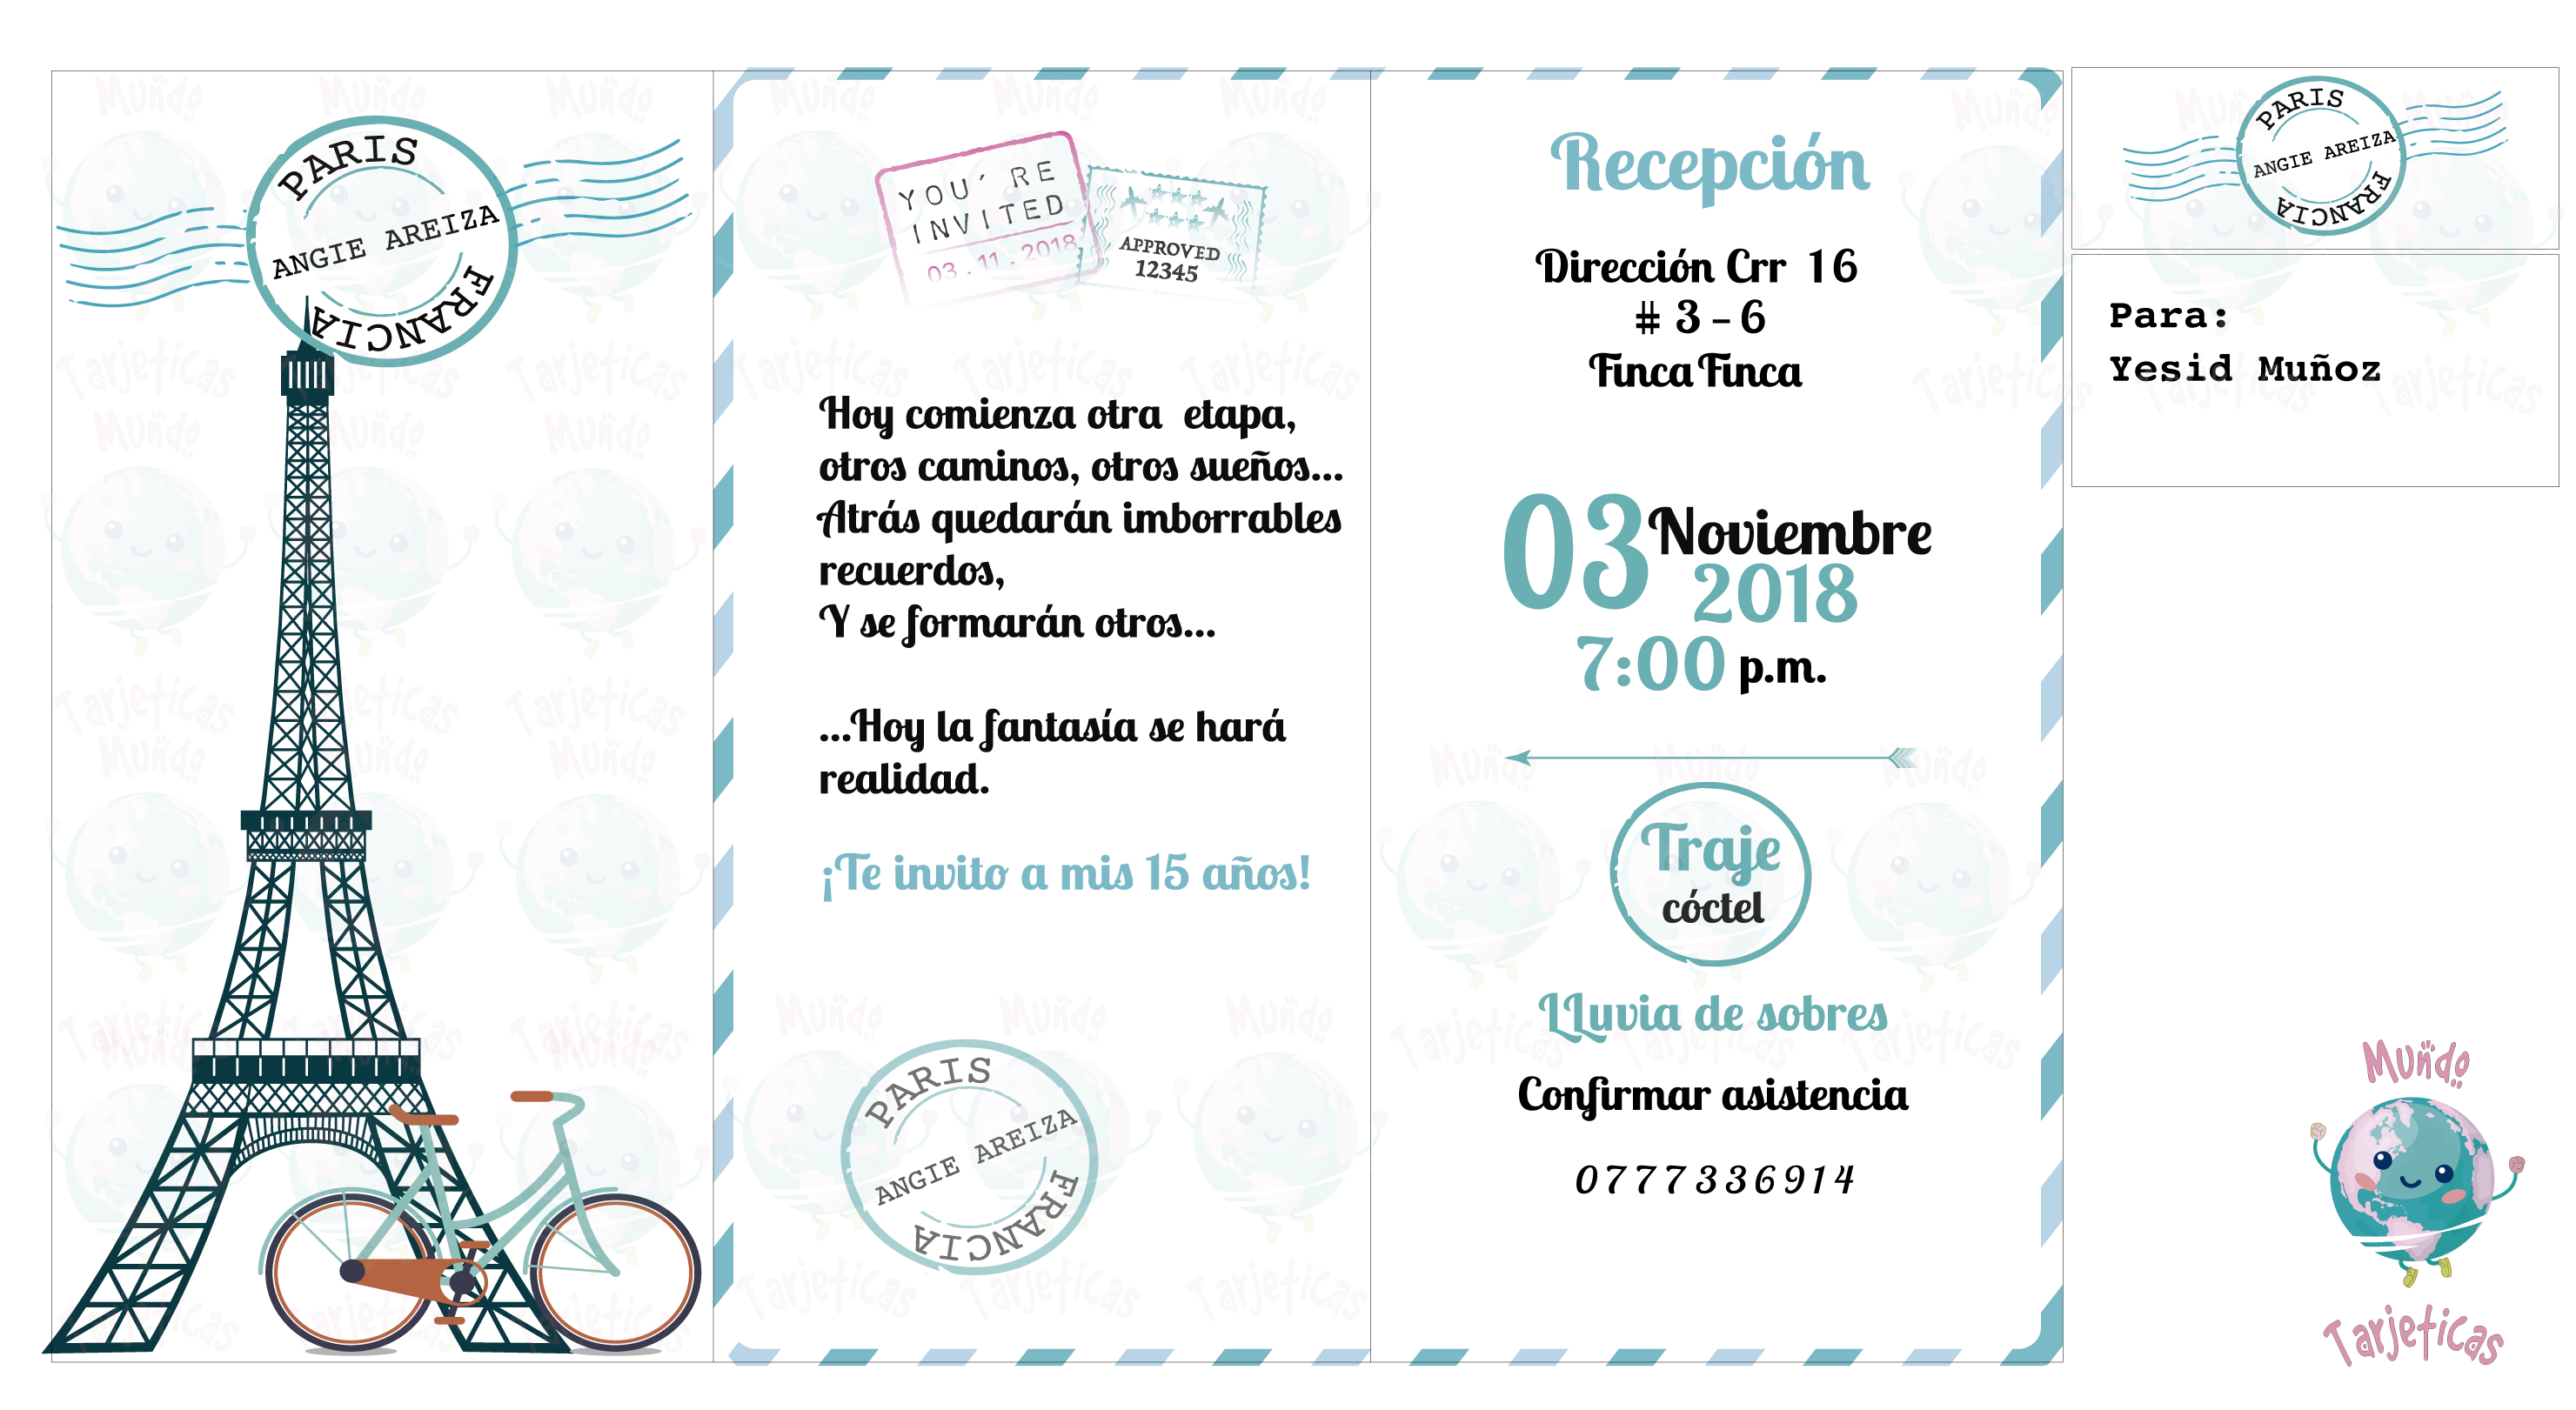 PARIS
ANGIE AREIZA
FRANCIA
YOU' RE
INVITED
03.11.2018
APPROVED
12345
Hoy comienza otra etapa,
otros caminos, otros sueños...
Atrás quedarán imborrables
recuerdos,
Y se formarán otros...
...Hoy la fantasía se hará
realidad.
¡Te invito a mis 15 años!
PARIS
ANGIE AREIZA
FRANCIA
Recepción
Dirección Crr 16
# 3 - 6
Finca Finca
03 Noviembre
2018
7:00 p.m.
Traje
cóctel
LLuvia de sobres
Confirmar asistencia
0777336914
PARIS
ANGIE AREIZA
FRANCIA
Para:
Yesid Muñoz
Mundo
Tarjeticas